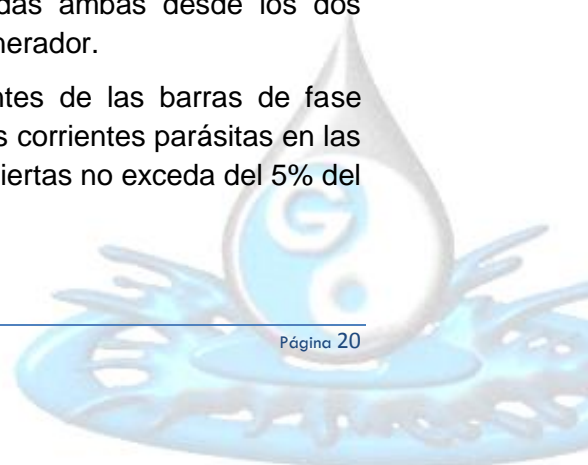 das ambas desde los dos
nerador.
ntes de las barras de fase
s corrientes parásitas en las
iertas no exceda del 5% del
G
Página 20